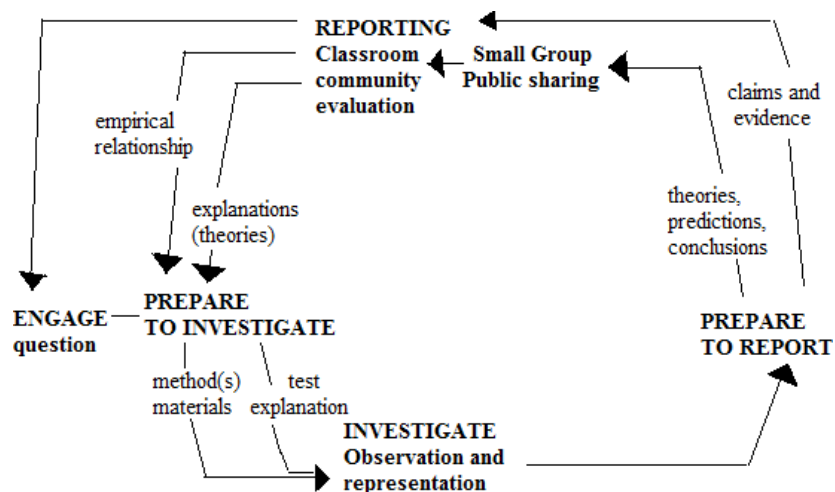 REPORTING
Classroom
community
evaluation
Small Group
Public sharing
claims and
evidence
empirical
relationship
explanations
(theories)
theories,
predictions,
conclusions
ENGAGE
question
PREPARE
TO INVESTIGATE
PREPARE
TO REPORT
method(s)
materials
test
explanation
INVESTIGATE
Observation and
representation